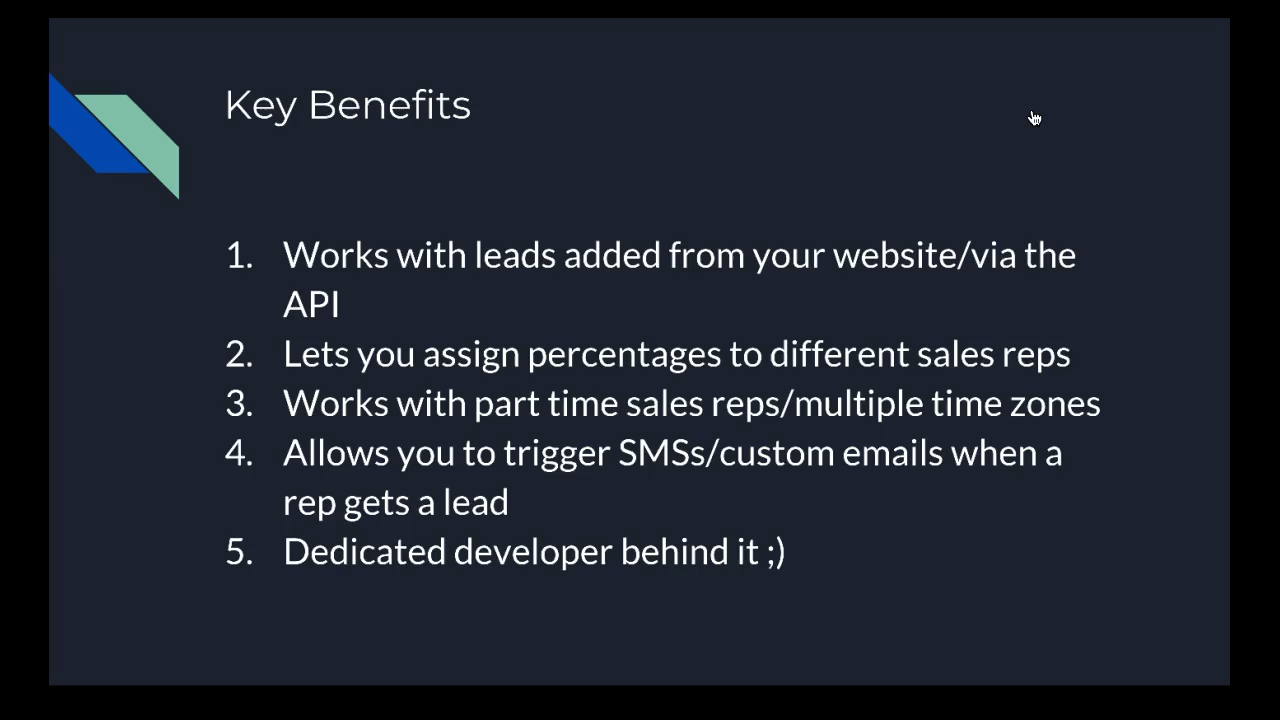 Key Benefits
1. Works with leads added from your website/via the
API
2. Lets you assign percentages to different sales reps
3. Works with part time sales reps/multiple time zones
4. Allows you to trigger SMSs/custom emails when a
rep gets a lead
5. Dedicated developer behind it ;)